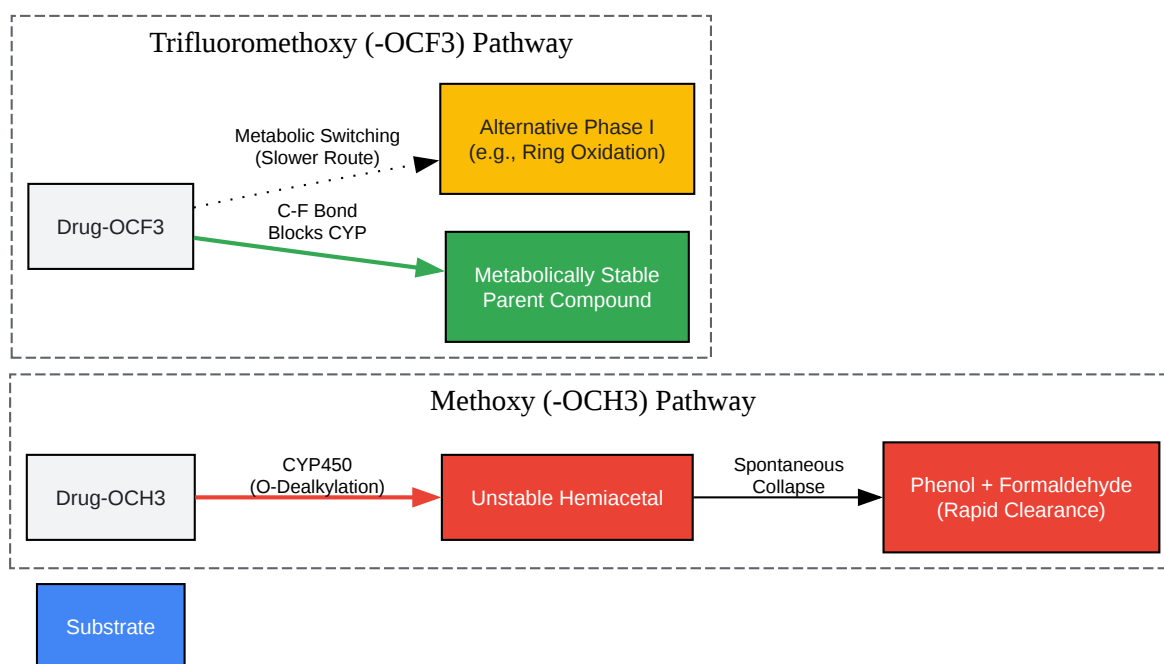 Trifluoromethoxy (-OCF3) Pathway
Metabolic Switching
(Slower Route)
Alternative Phase I
(e.g., Ring Oxidation)
Drug-OCF3
C-F Bond
Blocks CYP
Metabolically Stable
Parent Compound
Methoxy (-OCH3) Pathway
Drug-OCH3
CYP450
(O-Dealkylation)
Unstable Hemiacetal
Spontaneous
Collapse
Phenol + Formaldehyde
(Rapid Clearance)
Substrate